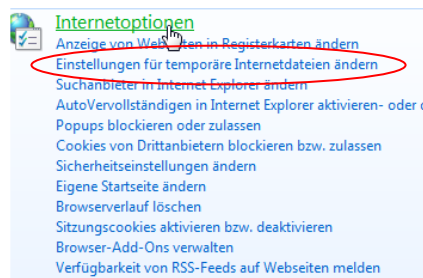 Internetoptionen
Anzeige von Webseiten in Registerkarten ändern
Einstellungen für temporäre Internetdateien ändern
Suchanbieter in Internet Explorer ändern
AutoVervollständigen in Internet Explorer aktivieren- oder d
Popups blockieren oder zulassen
Cookies von Drittanbietern blockieren bzw. zulassen
Sicherheitseinstellungen ändern
Eigene Startseite ändern
Browserverlauf löschen
Sitzungscookies aktivieren bzw. deaktivieren
Browser-Add-Ons verwalten
Verfügbarkeit von RSS-Feeds auf Webseiten melden